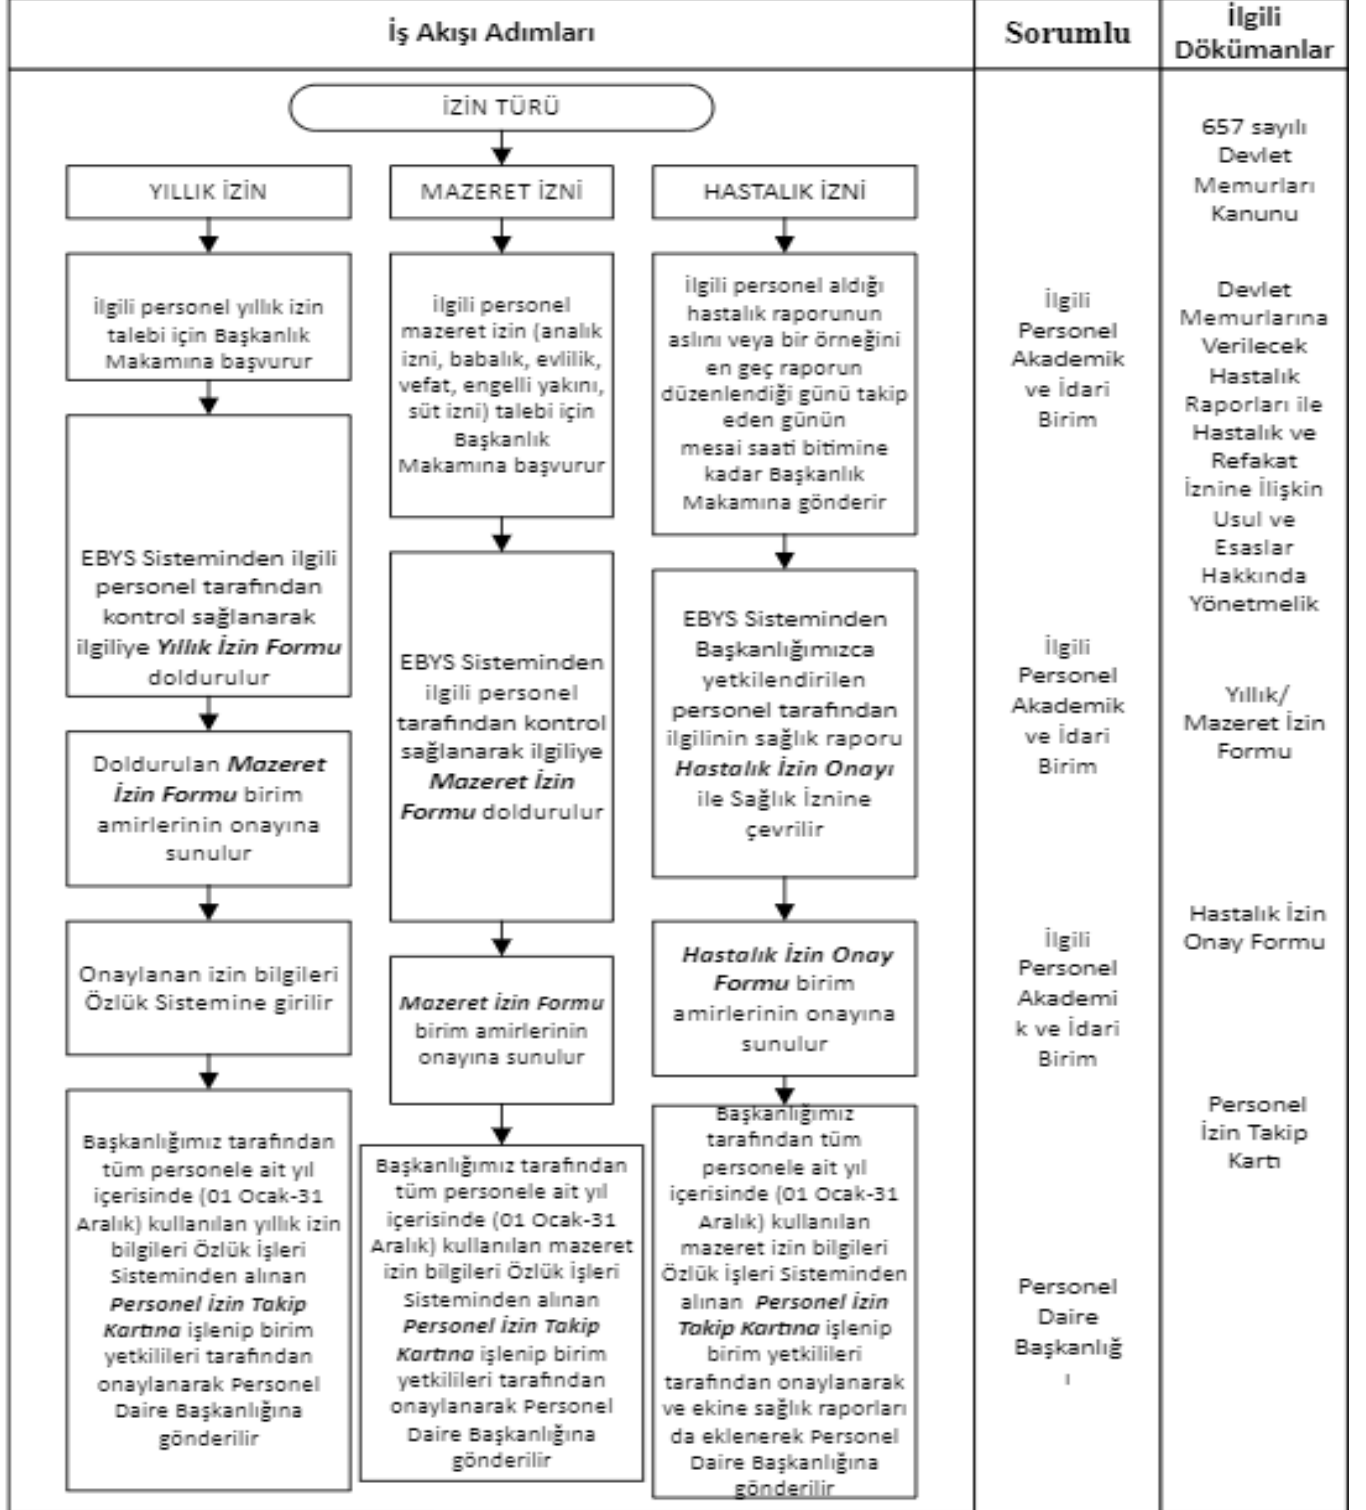 İş Akışı Adımları
Sorumlu
İlgili
Dökümanlar
İZİN TÜRÜ
YILLIK İZİN
İlgili personel yıllık izin
talebi için Başkanlık
Makamına başvurur
EBYS Sisteminden ilgili
personel tarafından
kontrol sağlanarak
ilgiliye Yıllık İzin Formu
doldurulur
Doldurulan Mazeret
İzin Formu birim
amirlerinin onayına
sunulur
Onaylanan izin bilgileri
Özlük Sistemine girilir
Başkanlığımız tarafından
tüm personele ait yıl
içerisinde (01 Ocak-31
Aralık) kullanılan yıllık izin
bilgileri Özlük İşleri
Sisteminden alınan
Personel İzin Takip
Kartına işlenip birim
yetkilileri tarafından
onaylanarak Personel
Daire Başkanlığına
gönderilir
MAZERET İZNİ
İlgili personel
mazeret izin (analık
izni, babalık, evlilik,
vefat, engelli yakını,
süt izni) talebi için
Başkanlık
Makamına başvurur
EBYS Sisteminden
ilgili personel
tarafından kontrol
sağlanarak ilgiliye
Mazeret İzin
Formu doldurulur
Mazeret İzin Formu
birim amirlerinin
onayına sunulur
Başkanlığımız tarafından
tüm personele ait yıl
içerisinde (01 Ocak-31
Aralık) kullanılan mazeret
izin bilgileri Özlük İşleri
Sisteminden alınan
Personel İzin Takip
Kartına işlenip birim
yetkilileri tarafından
onaylanarak Personel
Daire Başkanlığına
gönderilir
HASTALIK İZNİ
İlgili personel aldığı
hastalık raporunun
aslını veya bir örneğini
en geç raporun
düzenlendiği günü takip
eden günün
mesai saati bitimine
kadar Başkanlık
Makamına gönderir
EBYS Sisteminden
Başkanlığımızca
yetkilendirilen
personel tarafından
ilgilinin sağlık raporu
Hastalık İzin Onayı
ile Sağlık İznine
çevrilir
Hastalık İzin Onay
Formu birim
amirlerinin onayına
sunulur
Başkanlığımız
tarafından tüm
personele ait yıl
içerisinde (01 Ocak-31
Aralık) kullanılan
mazeret izin bilgileri
Özlük İşleri Sisteminden
alınan Personel İzin
Takip Kartına işlenip
birim yetkilileri
tarafından onaylanarak
ve ekine sağlık raporları
da eklenerek Personel
Daire Başkanlığına
gönderilir
İlgili
Personel
Akademik
ve İdari
Birim
İlgili
Personel
Akademik
ve İdari
Birim
İlgili
Personel
Akademi
k ve İdari
Birim
Personel
Daire
Başkanlığ
ı
657 sayılı
Devlet
Memurları
Kanunu
Devlet
Memurlarına
Verilecek
Hastalık
Raporları ile
Hastalık ve
Refakat
İznine İlişkin
Usul ve
Esaslar
Hakkında
Yönetmelik
Yıllık/
Mazeret İzin
Formu
Hastalık İzin
Onay Formu
Personel
İzin Takip
Kartı